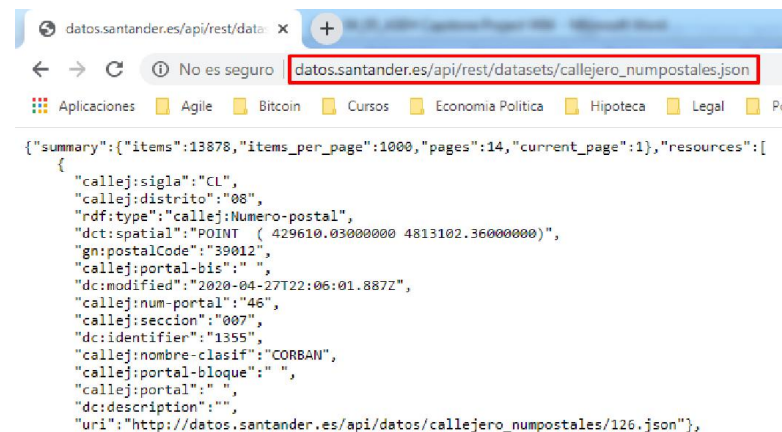 datos.santander.es/api/rest/data
No es seguro | datos.santander.es/api/rest/datasets/callejero_numpostales.json
Aplicaciones Agile Bitcoin Cursos Economia Politica Hipoteca Legal
{"summary":{"items":13878,"items_per_page":1000,"pages":14,"current_page":1},"resources":[
{
"callej:sigla":"CL",
"callej:distrito":"08",
"rdf:type":"callej:Numero-postal",
"dct:spatial":"POINT ( 429610.03000000 4813102.36000000)",
"gn:postalCode":"39012",
"callej:portal-bis":" ",
"dc:modified":"2020-04-27T22:06:01.887Z",
"callej:num-portal":"46",
"callej:seccion":"007",
"dc:identifier":"1355",
"callej:nombre-clasif":"CORBAN",
"callej:portal-bloque":" ",
"callej:portal":" ",
"dc:description":"",
"uri":"http://datos.santander.es/api/datos/callejero_numpostales/126.json"},